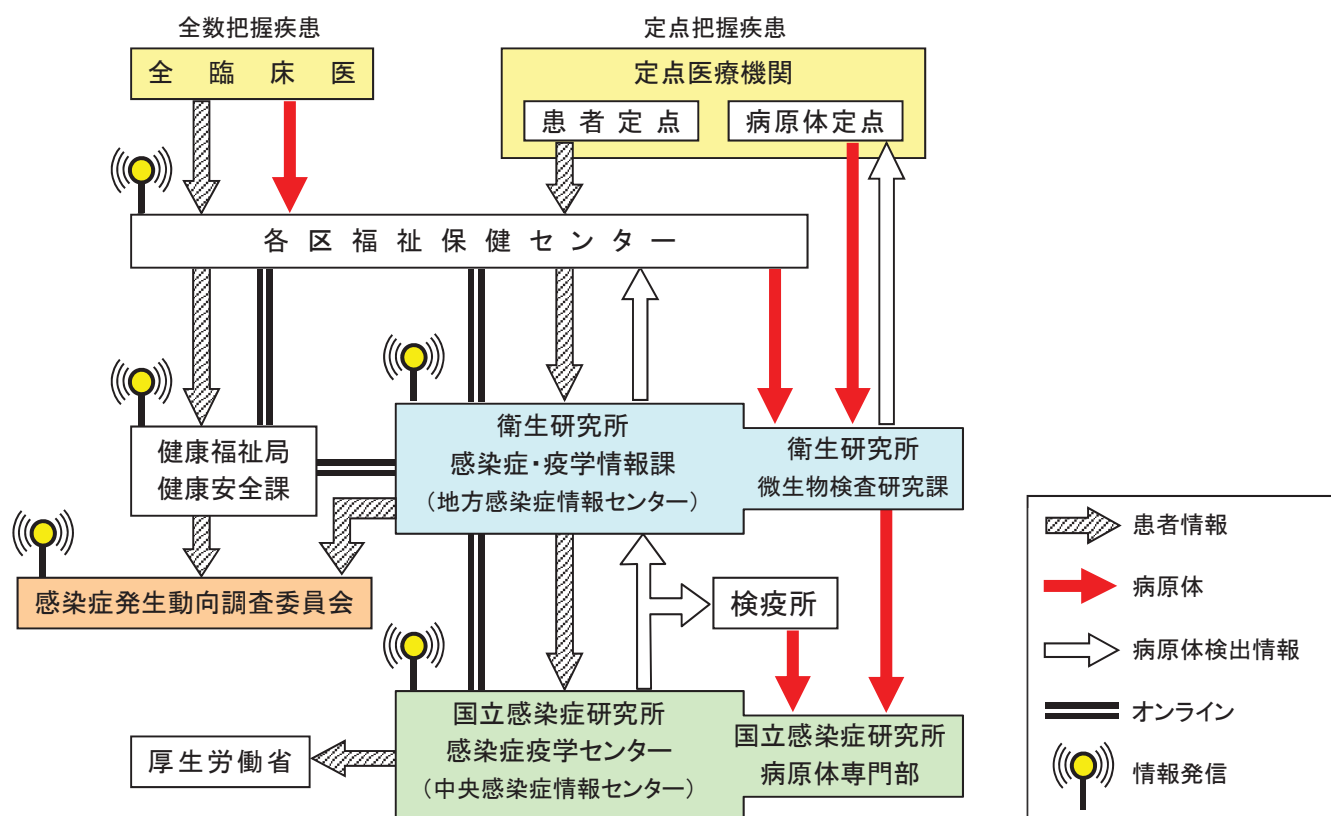 全数把握疾患
定点把握疾患
全臨床医
定点医療機関
患者定点
病原体定点
各区福祉保健センター
健康福祉局
健康安全課
衛生研究所
感染症・疫学情報課
（地方感染症情報センター）
衛生研究所
微生物検査研究課
感染症発生動向調査委員会
検疫所
国立感染症研究所
感染症疫学センター
（中央感染症情報センター）
国立感染症研究所
病原体専門部
厚生労働省
患者情報
病原体
病原体検出情報
オンライン
情報発信